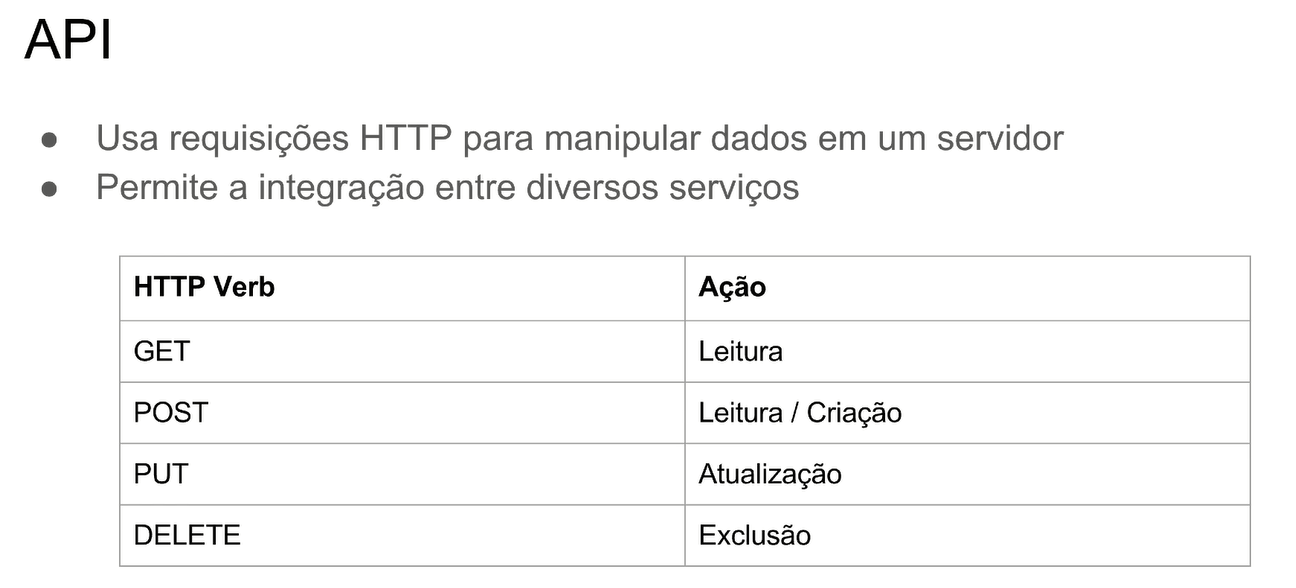 API
● Usa requisições HTTP para manipular dados em um servidor
● Permite a integração entre diversos serviços
HTTP Verb Ação
GET Leitura
POST Leitura / Criação
PUT Atualização
DELETE Exclusão